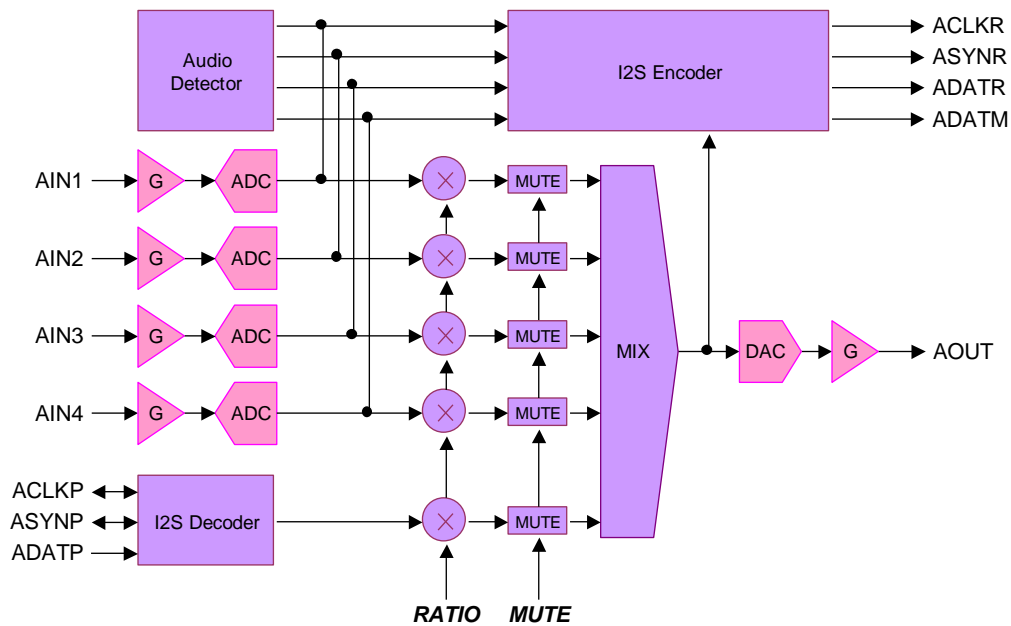 Audio
Detector
I2S Encoder
ACLKR
ASYNR
ADATR
ADATM
AIN1
G
ADC
×
MUTE
AIN2
G
ADC
×
MUTE
AIN3
G
ADC
×
MUTE
MIX
DAC
G
AOUT
AIN4
G
ADC
×
MUTE
ACLKP
ASYNP
ADATP
I2S Decoder
×
MUTE
RATIO
MUTE